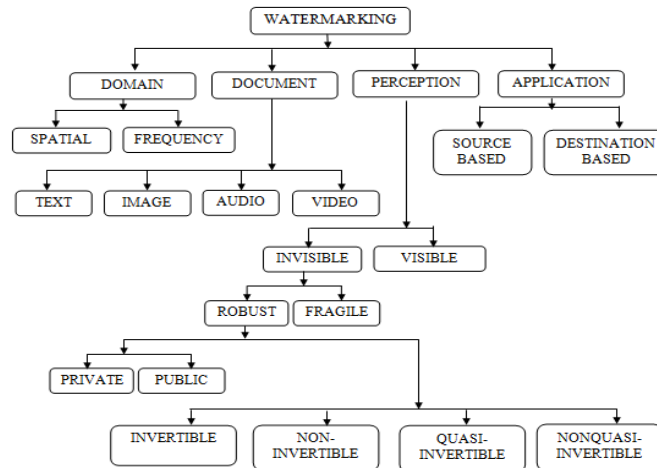 WATERMARKING
DOMAIN
DOCUMENT
PERCEPTION
APPLICATION
SPATIAL
FREQUENCY
SOURCE
BASED
DESTINATION
BASED
TEXT
IMAGE
AUDIO
VIDEO
INVISIBLE
VISIBLE
ROBUST
FRAGILE
PRIVATE
PUBLIC
INVERTIBLE
NON-
INVERTIBLE
QUASI-
INVERTIBLE
NONQUASI-
INVERTIBLE